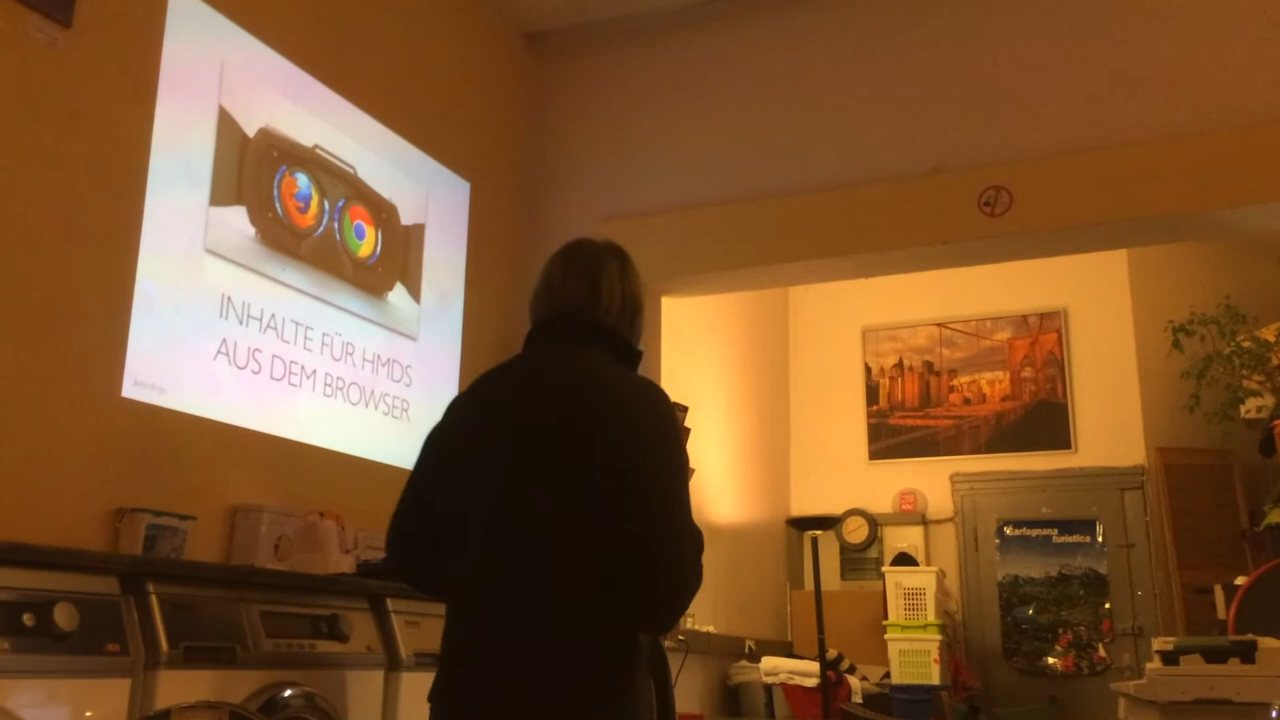 INHALTE FÜR HMDS
AUS DEM BROWSER
Garfagnana
turistica